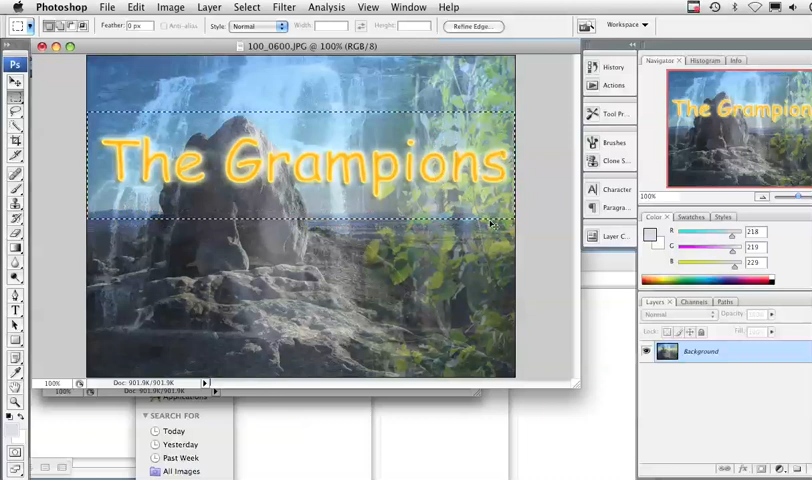 Photoshop File Edit Image Layer Select Filter Analysis View Window Help
Feather: 0 px Anti-alias Style: Normal Width: Height: Refine Edge... Workspace
100_0600.JPG @ 100% (RGB/8)
Ps
The Grampions
100% Doc: 901.9K/901.9K
100% Doc: 901.9K/901.9K
Applications
SEARCH FOR
Today
Yesterday
Past Week
All Images
History
Actions
Tool Pr...
Brushes
Clone S...
Character
Paragra...
Layer C...
Navigator Histogram Info
The Grampion
100%
Color Swatches Styles
R 218
G 219
B 229
Layers Channels Paths
Normal Opacity:
Lock: Fill:
Background